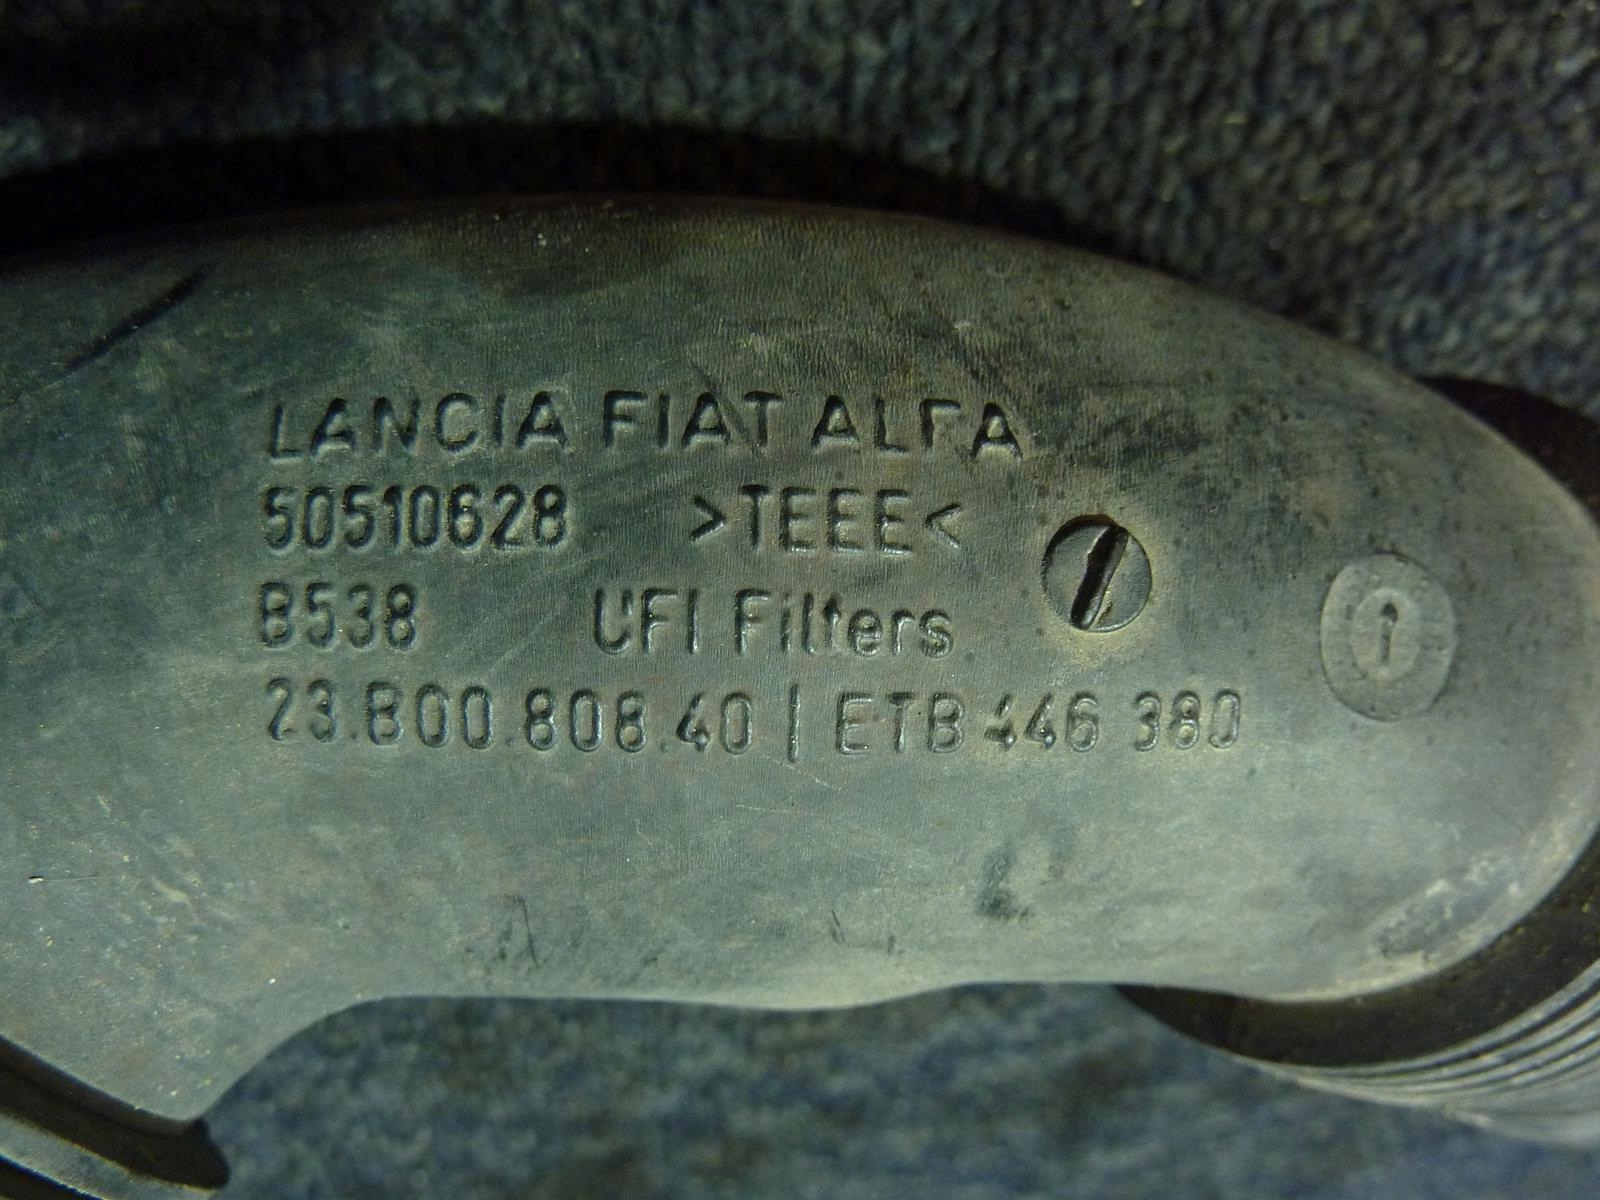 LANCIA FIAT ALFA
50510628 >TEEE<
B538 UFI Filters
23.B00.808.40 | ETB 446 380